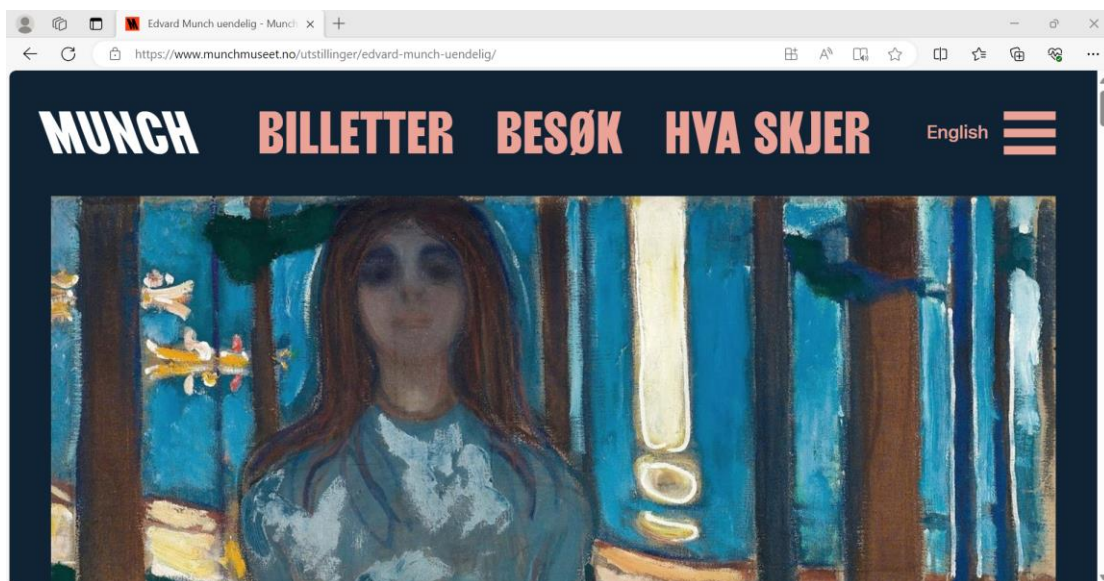 Edvard Munch uendelig - Munch
https://www.munchmuseet.no/utstillinger/edvard-munch-uendelig/
MUNCH BILLETTER BESØK HVA SKJER English